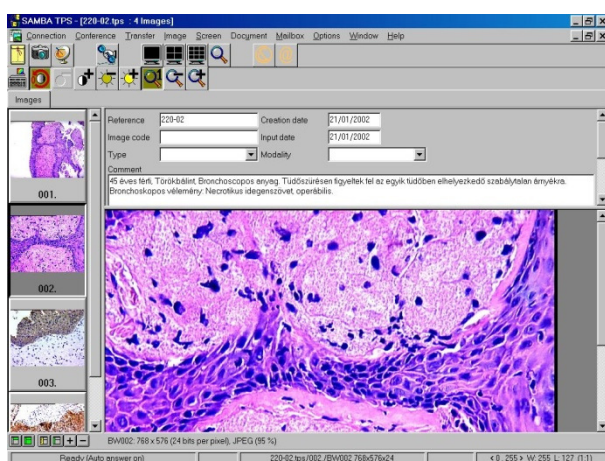 SAMBA TPS - [220-02.tps : 4 Images]
Connection Conference Transfer Image Screen Document Mailbox Options Window Help
Images
Reference 220-02 Creation date 21/01/2002
Image code Input date 21/01/2002
Type Modality
Comment
45 éves férfi, Törökbálint, Bronchoscopos anyag. Tüdőszűrésen figyeltek fel az egyik tüdőben elhelyezkedő szabálytalan árnyékra.
Bronchoskopos vélemény: Necrotikus idegenszövet, operábilis.
001.
002.
003.
BW002: 768 x 576 (24 bits per pixel), JPEG (95 %)
Ready (Auto answer on) 220-02.tps/002 /BW002 768x576x24 < 0 . 255 > W: 255 L: 127 (1:1)